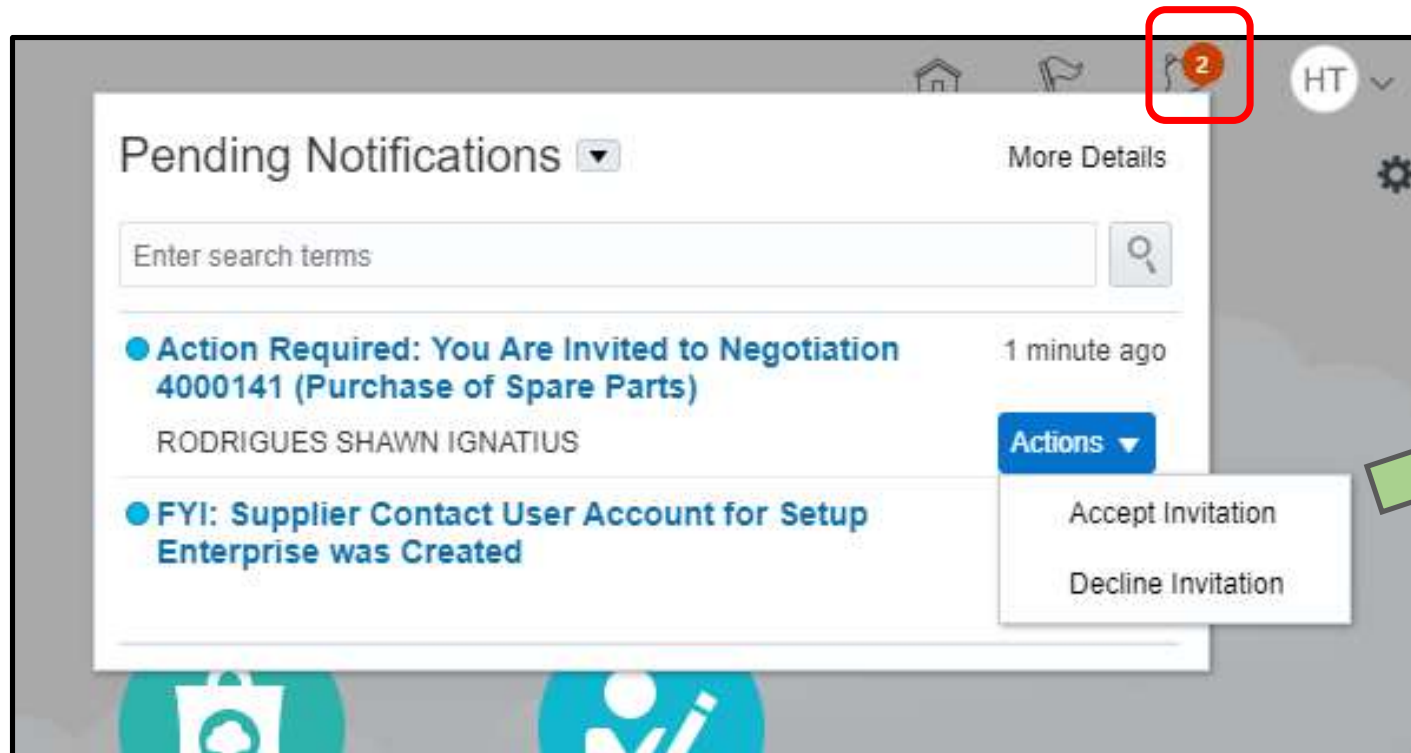 2
HT
Pending Notifications
More Details
Enter search terms
Action Required: You Are Invited to Negotiation
1 minute ago
4000141 (Purchase of Spare Parts)
RODRIGUES SHAWN IGNATIUS
Actions
FYI: Supplier Contact User Account for Setup
Enterprise was Created
Accept Invitation
Decline Invitation